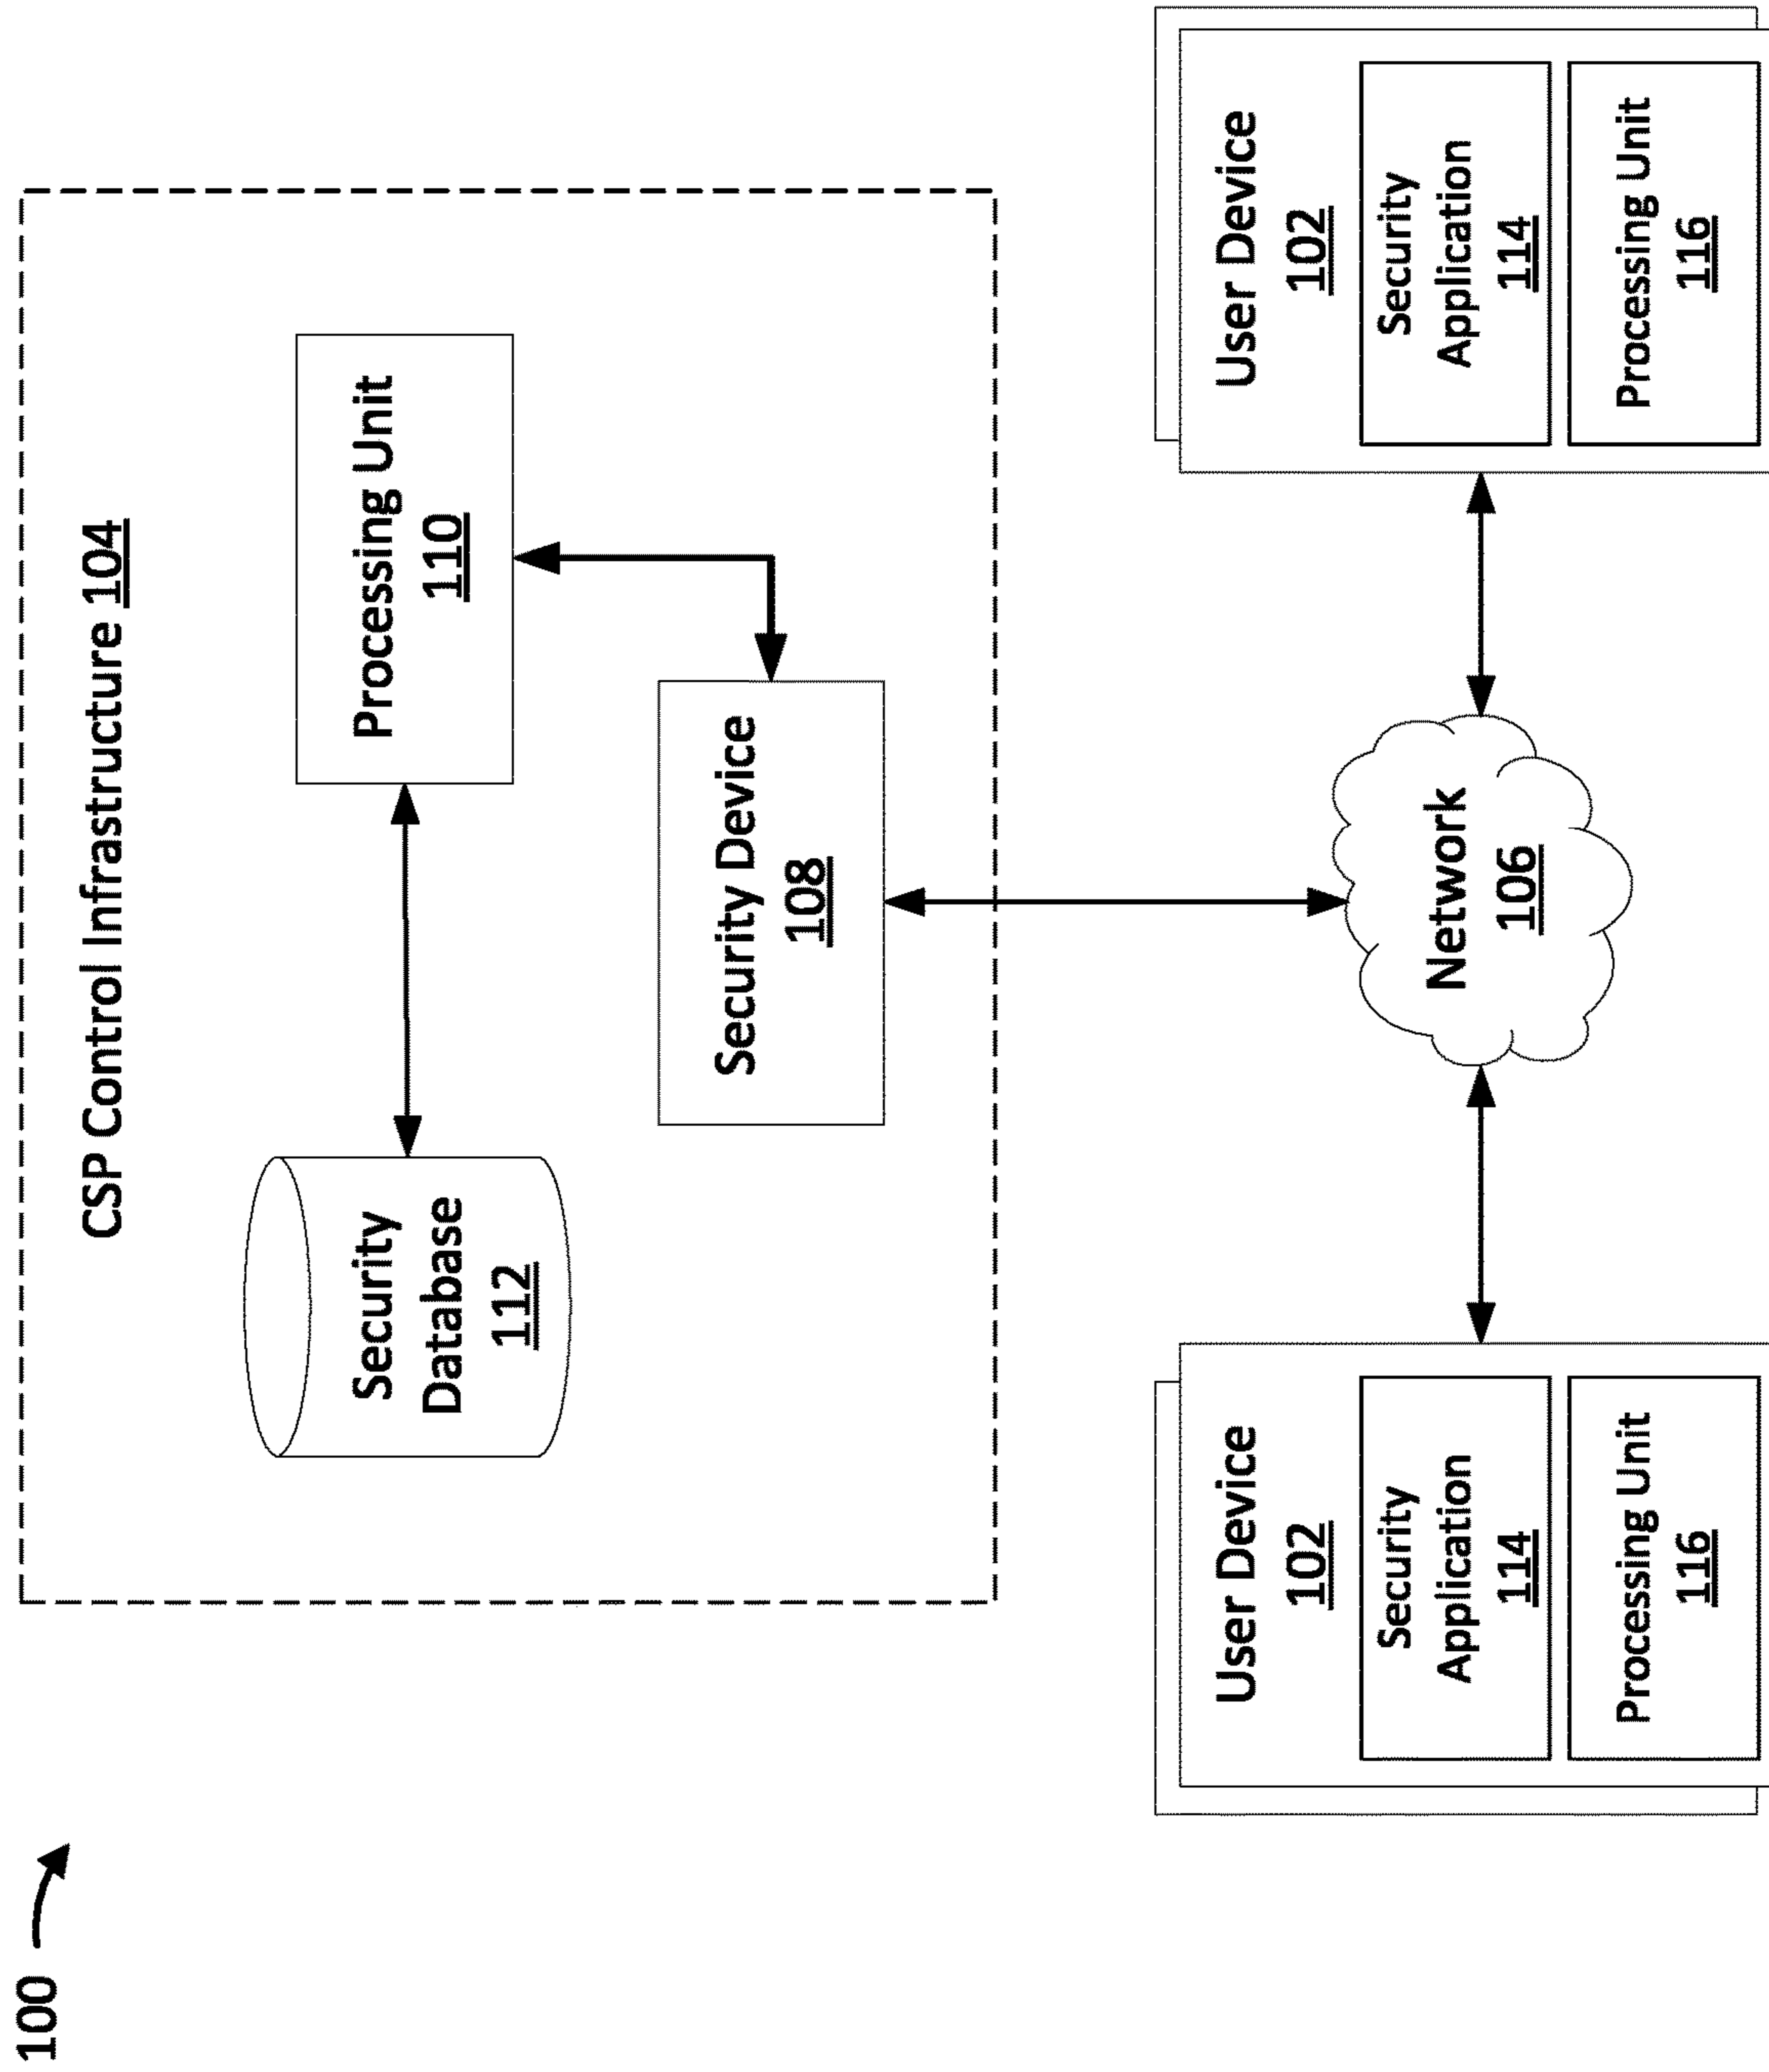 100
CSP Control Infrastructure 104
Security
Database
112
Processing Unit
110
Security Device
108
User Device
102
Security
Application
114
Processing Unit
116
Network
106
User Device
102
Security
Application
114
Processing Unit
116